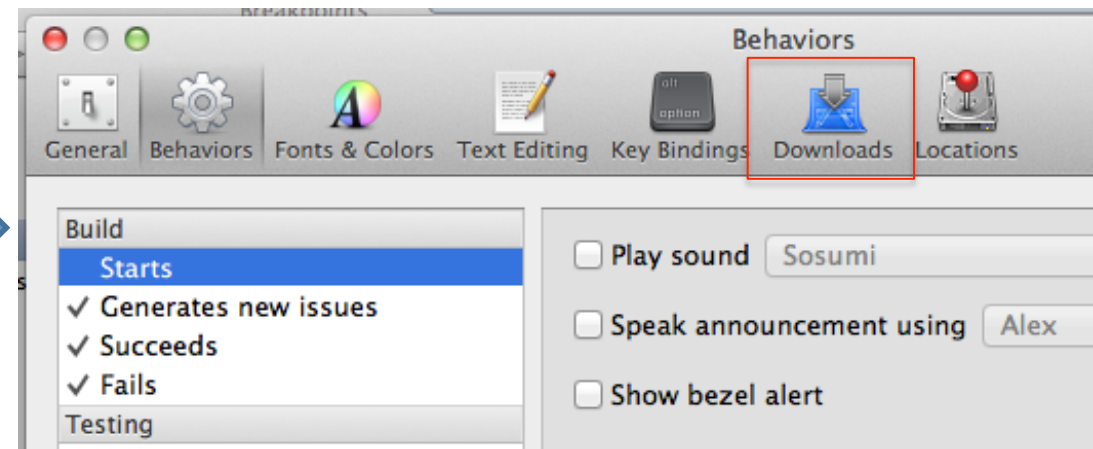 Breakpoints
Behaviors
alt
option
General Behaviors Fonts & Colors Text Editing Key Bindings Downloads Locations
Build
Starts
Generates new issues
Succeeds
Fails
Testing
Play sound Sosumi
Speak announcement using Alex
Show bezel alert